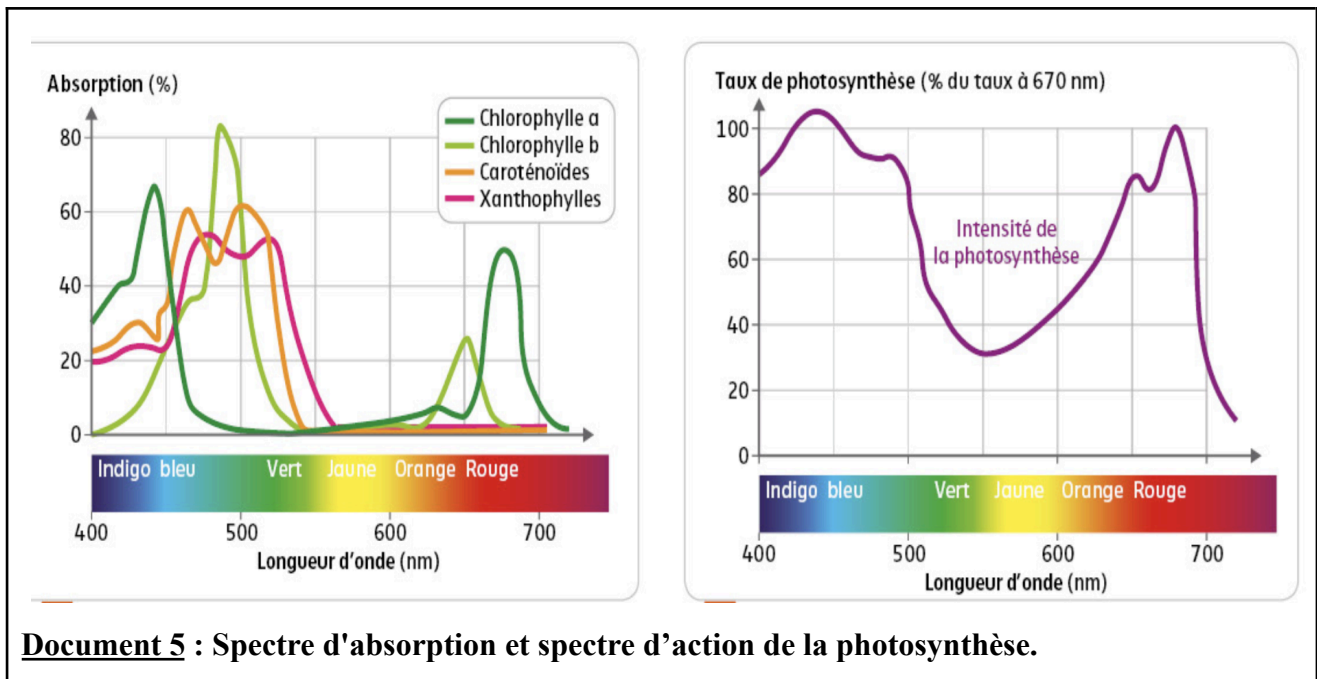 Absorption (%)
80
60
40
20
0
Chlorophylle a
Chlorophylle b
Caroténoïdes
Xanthophylles
Indigo bleu Vert Jaune Orange Rouge
400 500 600 700
Longueur d'onde (nm)
Taux de photosynthèse (% du taux à 670 nm)
100
80
60
40
20
0
Intensité de
la photosynthèse
Indigo bleu Vert Jaune Orange Rouge
400 500 600 700
Longueur d'onde (nm)
Document 5 : Spectre d'absorption et spectre d’action de la photosynthèse.